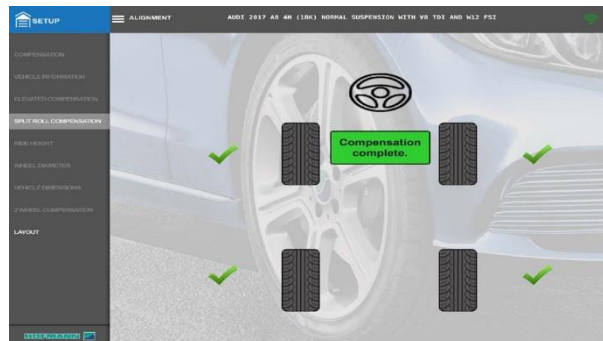 SETUP
ALIGNMENT
AUDI 2017 A8 4H (1BK) NORMAL SUSPENSION WITH V8 TDI AND W12 FSI
COMPENSATION
VEHICLE INFORMATION
ELEVATED COMPENSATION
SPLIT ROLL COMPENSATION
RIDE HEIGHT
WHEEL DIAMETER
VEHICLE DIMENSIONS
2 WHEEL COMPENSATION
LAYOUT
Compensation
complete.